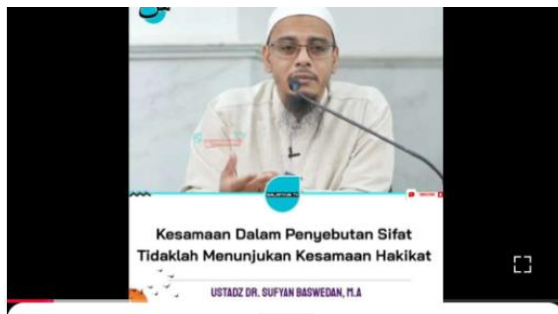 Kesamaan Dalam Penyebutan Sifat
Tidaklah Menunjukan Kesamaan Hakikat
USTADZ DR. SUFYAN BASWEDAN, M.A